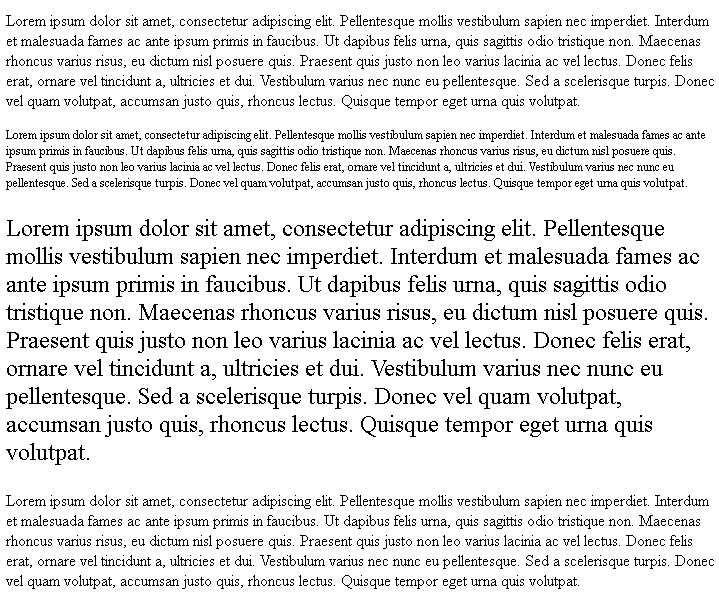 Lorem ipsum dolor sit amet, consectetur adipiscing elit. Pellentesque mollis vestibulum sapien nec imperdiet. Interdum
et malesuada fames ac ante ipsum primis in faucibus. Ut dapibus felis urna, quis sagittis odio tristique non. Maecenas
rhoncus varius risus, eu dictum nisl posuere quis. Praesent quis justo non leo varius lacinia ac vel lectus. Donec felis
erat, ornare vel tincidunt a, ultricies et dui. Vestibulum varius nec nunc eu pellentesque. Sed a scelerisque turpis. Donec
vel quam volutpat, accumsan justo quis, rhoncus lectus. Quisque tempor eget urna quis volutpat.
Lorem ipsum dolor sit amet, consectetur adipiscing elit. Pellentesque mollis vestibulum sapien nec imperdiet. Interdum et malesuada fames ac ante
ipsum primis in faucibus. Ut dapibus felis urna, quis sagittis odio tristique non. Maecenas rhoncus varius risus, eu dictum nisl posuere quis.
Praesent quis justo non leo varius lacinia ac vel lectus. Donec felis erat, ornare vel tincidunt a, ultricies et dui. Vestibulum varius nec nunc eu
pellentesque. Sed a scelerisque turpis. Donec vel quam volutpat, accumsan justo quis, rhoncus lectus. Quisque tempor eget urna quis volutpat.
Lorem ipsum dolor sit amet, consectetur adipiscing elit. Pellentesque
mollis vestibulum sapien nec imperdiet. Interdum et malesuada fames ac
ante ipsum primis in faucibus. Ut dapibus felis urna, quis sagittis odio
tristique non. Maecenas rhoncus varius risus, eu dictum nisl posuere quis.
Praesent quis justo non leo varius lacinia ac vel lectus. Donec felis erat,
ornare vel tincidunt a, ultricies et dui. Vestibulum varius nec nunc eu
pellentesque. Sed a scelerisque turpis. Donec vel quam volutpat,
accumsan justo quis, rhoncus lectus. Quisque tempor eget urna quis
volutpat.
Lorem ipsum dolor sit amet, consectetur adipiscing elit. Pellentesque mollis vestibulum sapien nec imperdiet. Interdum
et malesuada fames ac ante ipsum primis in faucibus. Ut dapibus felis urna, quis sagittis odio tristique non. Maecenas
rhoncus varius risus, eu dictum nisl posuere quis. Praesent quis justo non leo varius lacinia ac vel lectus. Donec felis
erat, ornare vel tincidunt a, ultricies et dui. Vestibulum varius nec nunc eu pellentesque. Sed a scelerisque turpis. Donec
vel quam volutpat, accumsan justo quis, rhoncus lectus. Quisque tempor eget urna quis volutpat.